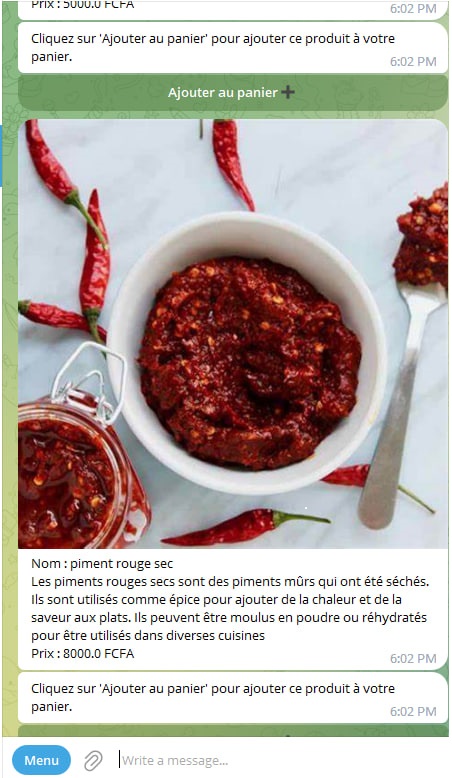 Prix : 5000.0 FCFA
6:02 PM
Cliquez sur 'Ajouter au panier' pour ajouter ce produit à votre
panier.
6:02 PM
Ajouter au panier ➕
Nom : piment rouge sec
Les piments rouges secs sont des piments mûrs qui ont été séchés.
Ils sont utilisés comme épice pour ajouter de la chaleur et de la
saveur aux plats. Ils peuvent être moulus en poudre ou réhydratés
pour être utilisés dans diverses cuisines
Prix : 8000.0 FCFA
6:02 PM
Cliquez sur 'Ajouter au panier' pour ajouter ce produit à votre
panier.
6:02 PM
Menu
Write a message...